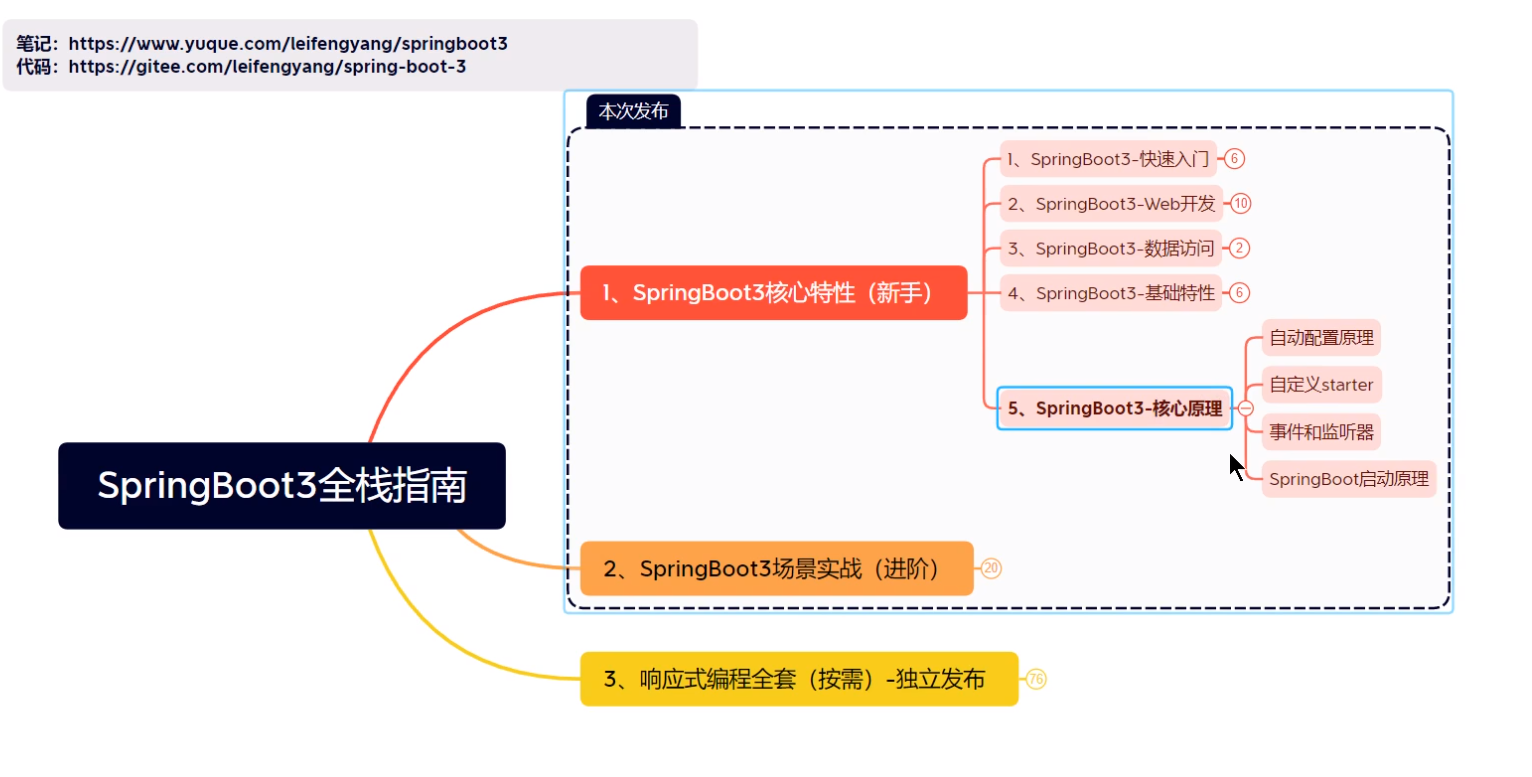 笔记：https://www.yuque.com/leifengyang/springboot3
代码：https://gitee.com/leifengyang/spring-boot-3
本次发布
SpringBoot3全栈指南
1、SpringBoot3核心特性（新手）
1、SpringBoot3-快速入门 6
2、SpringBoot3-Web开发 10
3、SpringBoot3-数据访问 2
4、SpringBoot3-基础特性 6
5、SpringBoot3-核心原理
自动配置原理
自定义starter
事件和监听器
SpringBoot启动原理
2、SpringBoot3场景实战（进阶） 20
3、响应式编程全套（按需）-独立发布 76